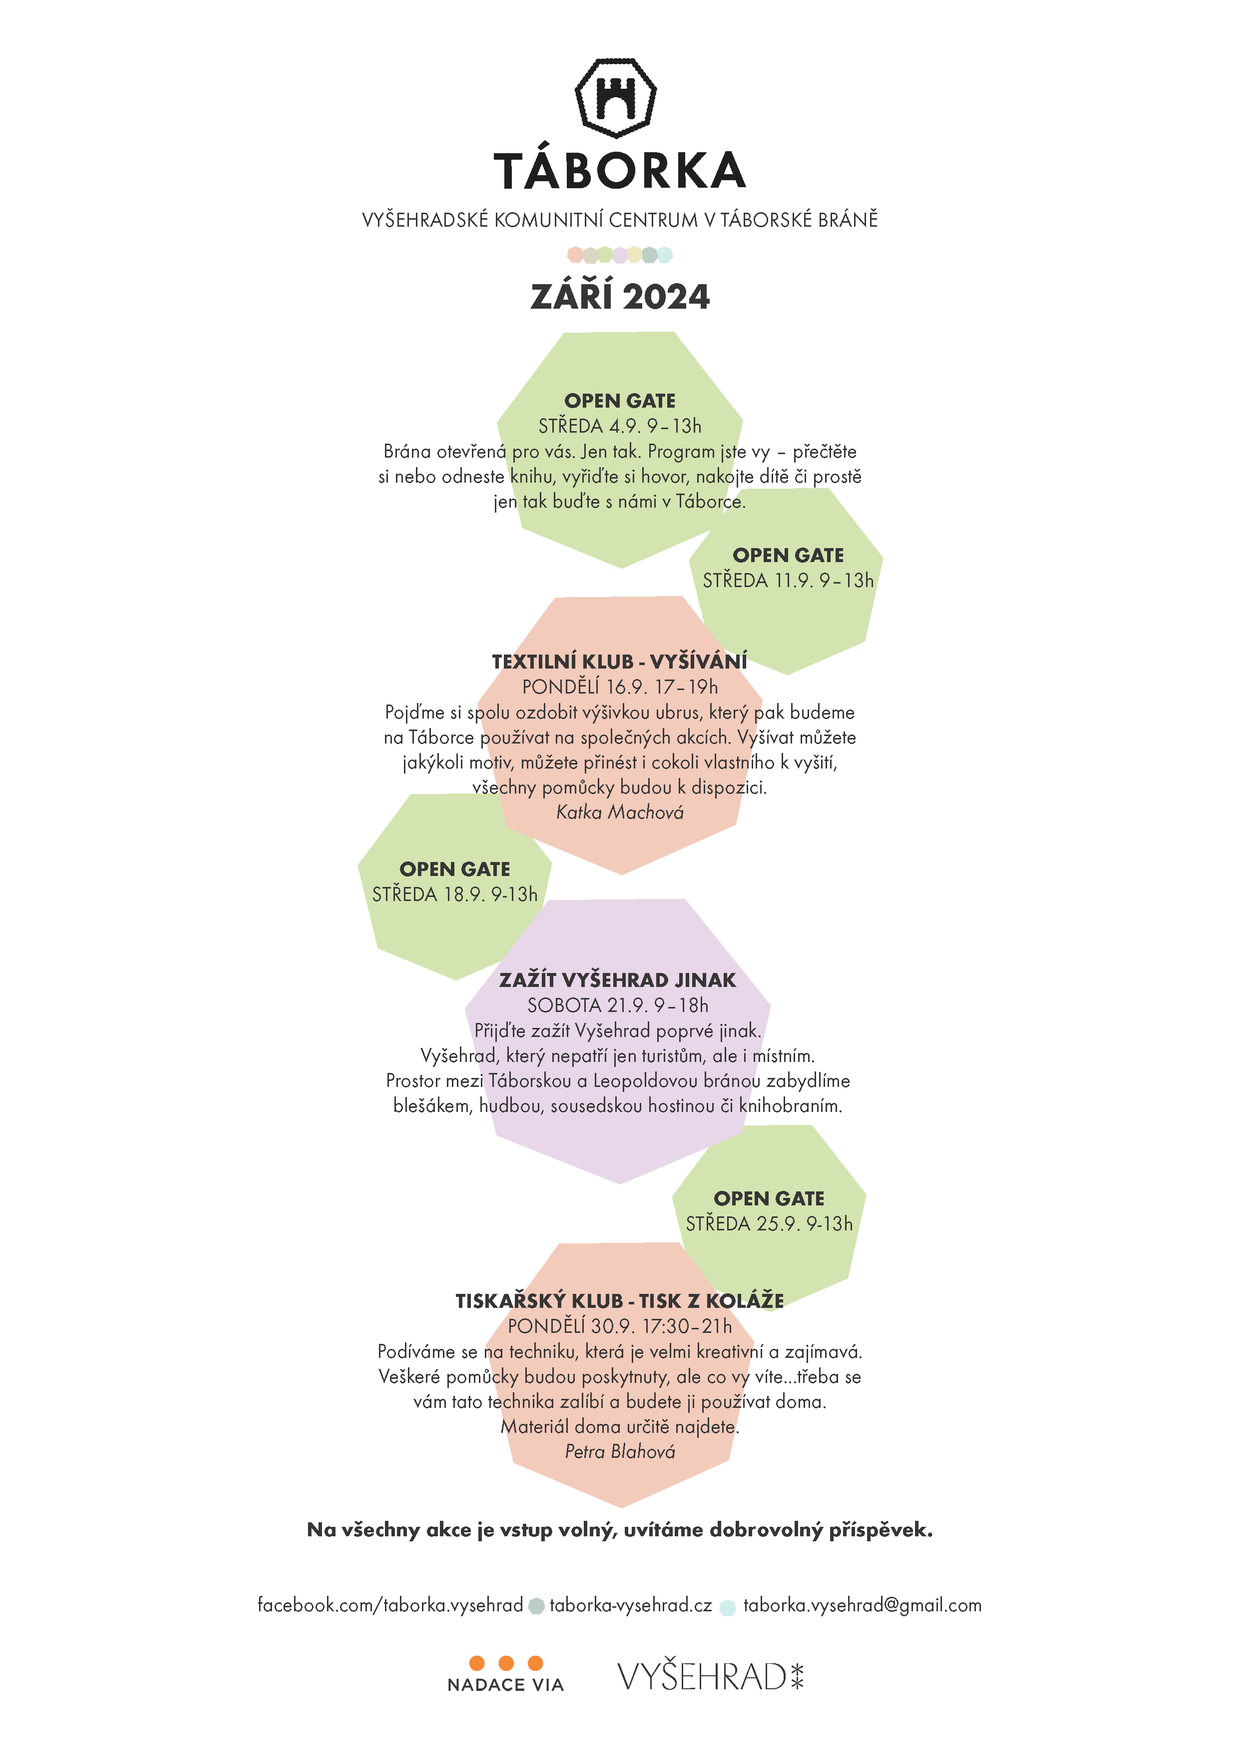 TÁBORKA
VYŠEHRADSKÉ KOMUNITNÍ CENTRUM V TÁBORSKÉ BRÁNĚ
ZÁŘÍ 2024
OPEN GATE
STŘEDA 4.9. 9–13h
Brána otevřená pro vás. Jen tak. Program jste vy – přečtěte
si nebo odneste knihu, vyřiďte si hovor, nakojte dítě či prostě
jen tak buďte s námi v Táborce.
OPEN GATE
STŘEDA 11.9. 9–13h
TEXTILNÍ KLUB - VYŠÍVÁNÍ
PONDĚLÍ 16.9. 17–19h
Pojďme si spolu ozdobit výšivkou ubrus, který pak budeme
na Táborce používat na společných akcích. Vyšívat můžete
jakýkoli motiv, můžete přinést i cokoli vlastního k vyšití,
všechny pomůcky budou k dispozici.
Katka Machová
OPEN GATE
STŘEDA 18.9. 9-13h
ZAŽÍT VYŠEHRAD JINAK
SOBOTA 21.9. 9–18h
Přijďte zažít Vyšehrad poprvé jinak.
Vyšehrad, který nepatří jen turistům, ale i místním.
Prostor mezi Táborskou a Leopoldovou bránou zabydlíme
blešákem, hudbou, sousedskou hostinou či knihobraním.
OPEN GATE
STŘEDA 25.9. 9-13h
TISKAŘSKÝ KLUB - TISK Z KOLÁŽE
PONDĚLÍ 30.9. 17:30–21h
Podíváme se na techniku, která je velmi kreativní a zajímavá.
Veškeré pomůcky budou poskytnuty, ale co vy víte...třeba se
vám tato technika zalíbí a budete ji používat doma.
Materiál doma určitě najdete.
Petra Blahová
Na všechny akce je vstup volný, uvítáme dobrovolný příspěvek.
facebook.com/taborka.vysehrad taborka-vysehrad.cz taborka.vysehrad@gmail.com
NADACE VIA VYŠEHRAD